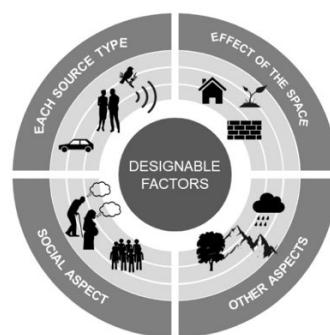 EACH SOURCE TYPE
EFFECT OF THE SPACE
DESIGNABLE
FACTORS
SOCIAL ASPECT
OTHER ASPECTS